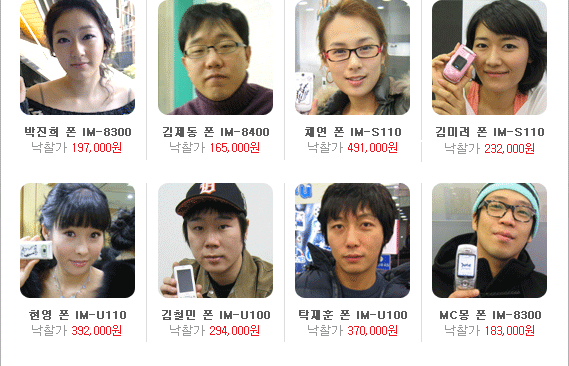 박진희 폰 IM-8300
낙찰가 197,000원
김제동 폰 IM-8400
낙찰가 165,000원
채연 폰 IM-S110
낙찰가 491,000원
김미려 폰 IM-S110
낙찰가 232,000원
현영 폰 IM-U110
낙찰가 392,000원
김철민 폰 IM-U100
낙찰가 294,000원
탁재훈 폰 IM-U100
낙찰가 370,000원
MC몽 폰 IM-8300
낙찰가 183,000원